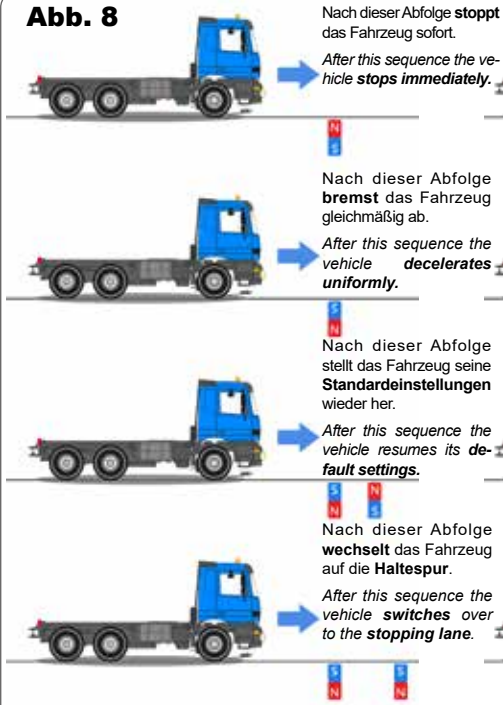 Abb. 8
Nach dieser Abfolge stoppt
das Fahrzeug sofort.
After this sequence the ve-
hicle stops immediately.
N
S
Nach dieser Abfolge
bremst das Fahrzeug
gleichmäßig ab.
After this sequence the
vehicle decelerates
uniformly.
S
N
Nach dieser Abfolge
stellt das Fahrzeug seine
Standardeinstellungen
wieder her.
After this sequence the
vehicle resumes its de-
fault settings.
S N
N S
Nach dieser Abfolge
wechselt das Fahrzeug
auf die Haltespur.
After this sequence the
vehicle switches over
to the stopping lane.
S S
N N